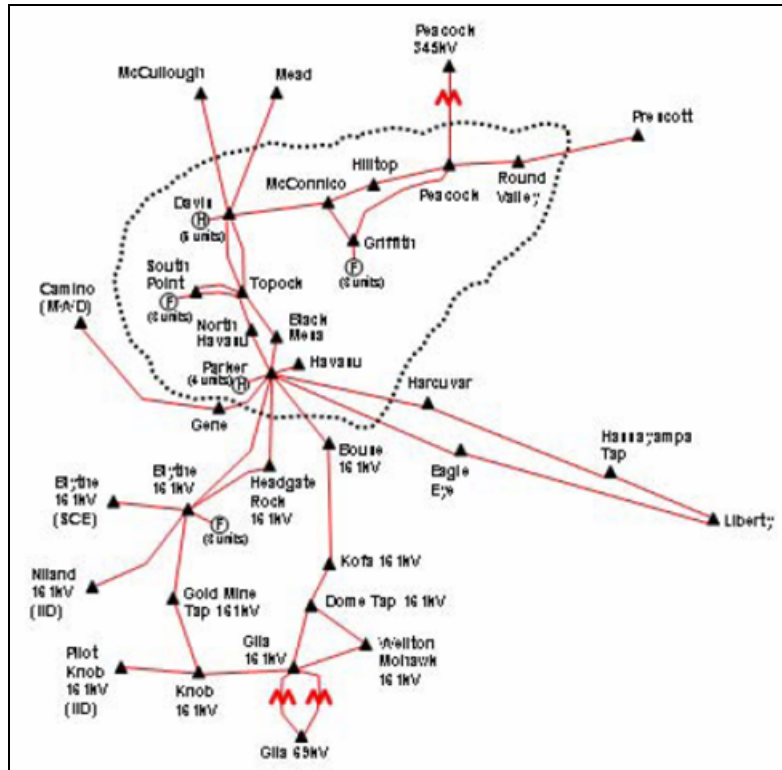 Peacock
345kV
McCullough
Mead
Prescott
Hilltop
McConnico
Peacock
Round
Valley
Davis
H
(5 units)
Griffith
F
(3 units)
South
Point
F
(3 units)
Topock
Camino
(MWD)
North
Havasu
Black
Mesa
Parker
H
(4 units)
Havasu
Gene
Harcuvar
Bouse
161kV
Eagle
Eye
Hassayampa
Tap
Liberty
Blythe
161kV
Headgate
Rock
161kV
Blythe
161kV
(SCE)
F
(3 units)
Niland
161kV
(IID)
Gold Mine
Tap 161kV
Kofa 161kV
Dome Tap 161kV
Pilot
Knob
161kV
(IID)
Knob
161kV
Gila
161kV
Wellton
Mohawk
161kV
Gila 69kV